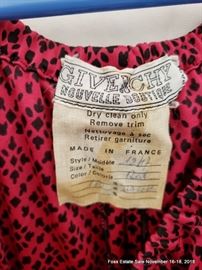 GIVENCHY
NOUVELLE BOUTIQUE
Dry clean only
Remove trim
Nettoyage à sec
Retirer garniture
MADE IN FRANCE
Style/Modèle
Size/Taille
Color/Coloris
Foss Estate Sale November 16-18, 2018